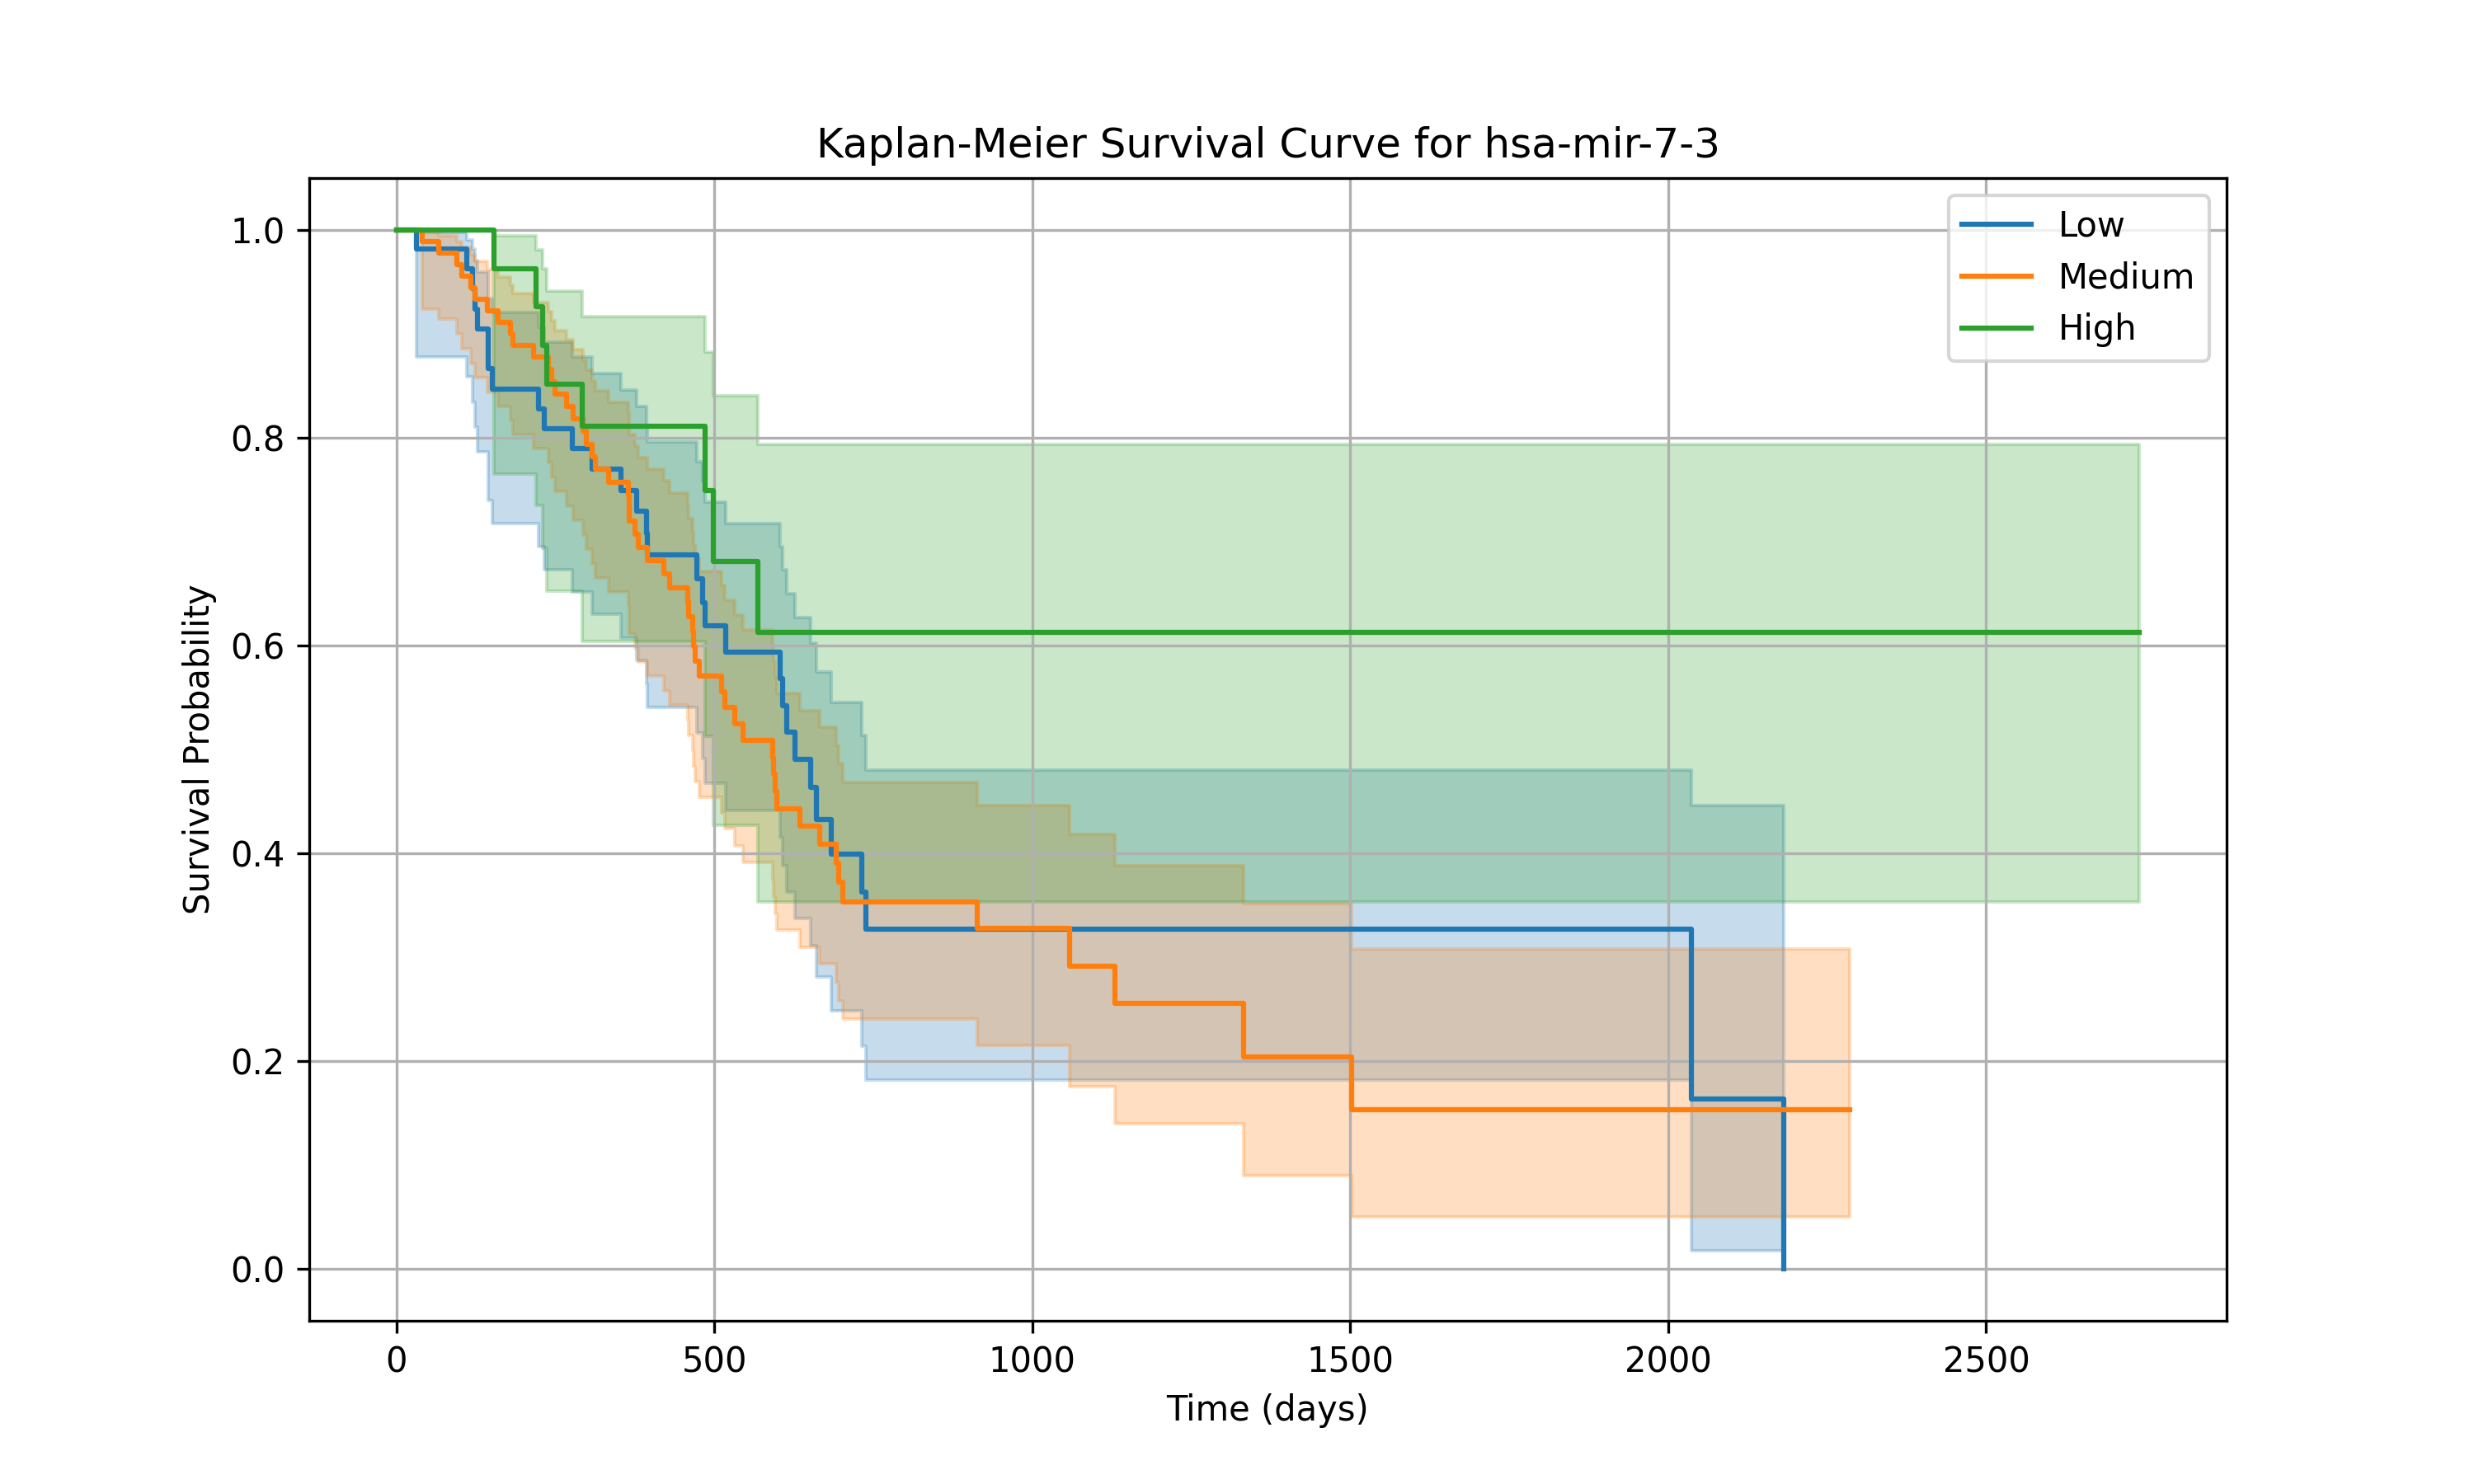 Kaplan-Meier Survival Curve for hsa-mir-7-3
Low
Medium
High
Survival Probability
1.0
0.8
0.6
0.4
0.2
0.0
0 500 1000 1500 2000 2500
Time (days)